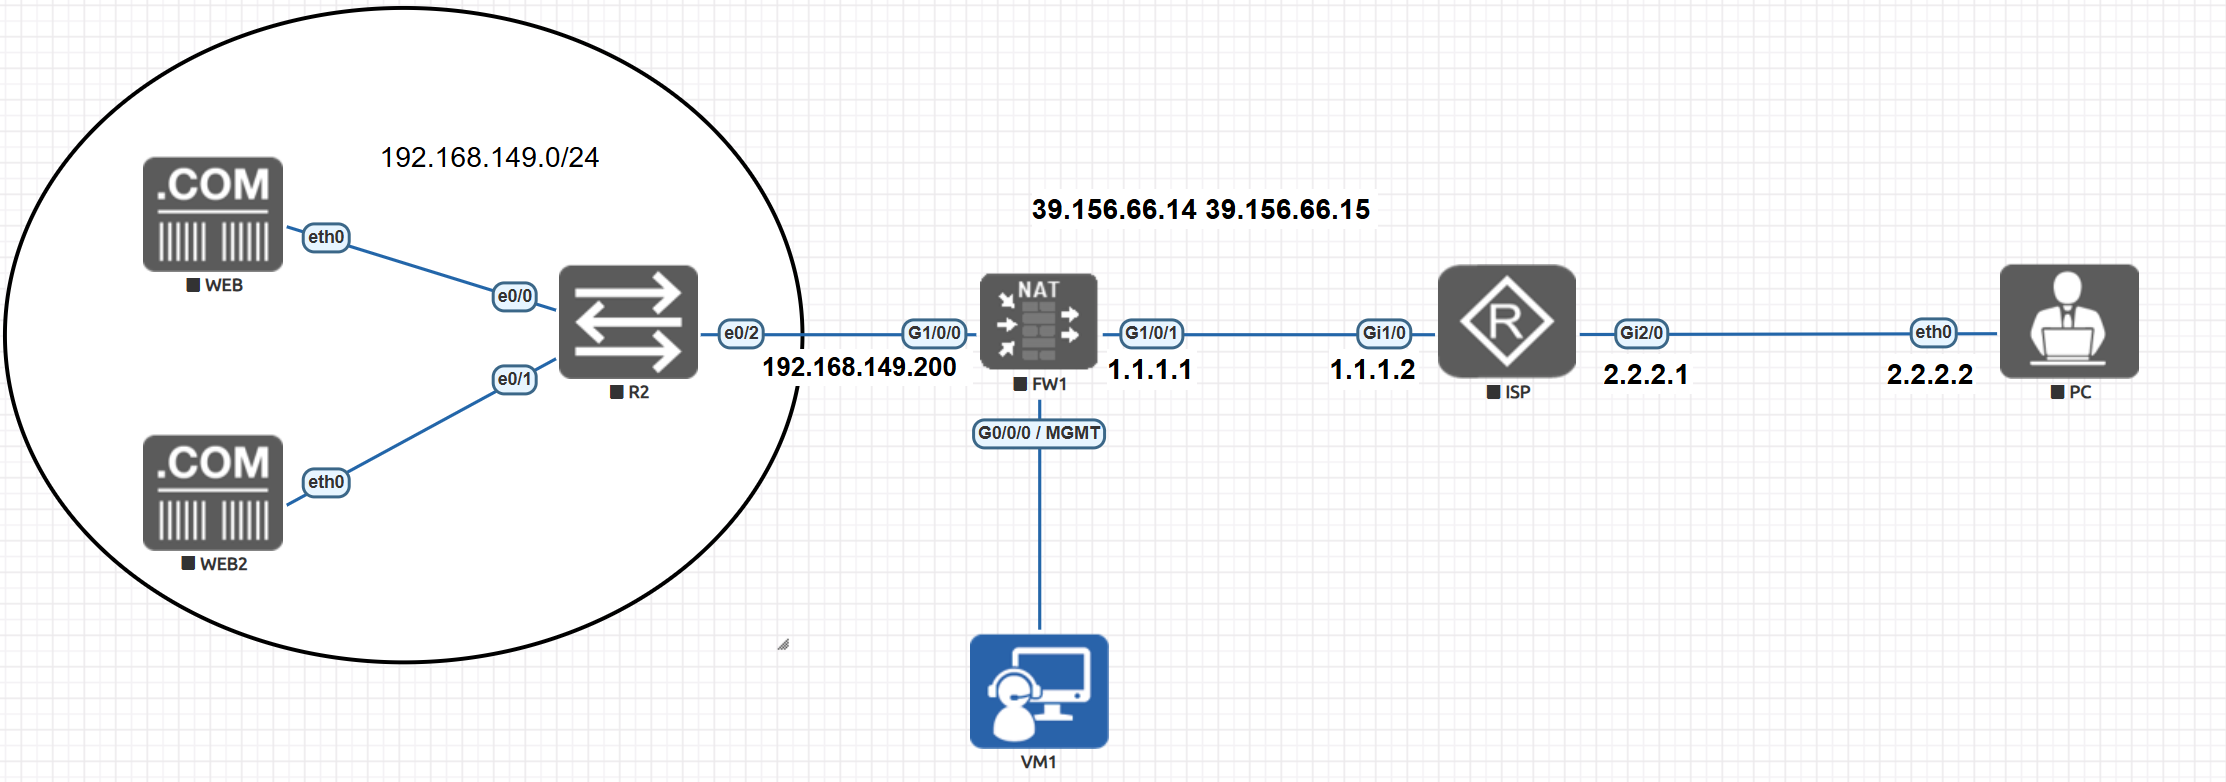 192.168.149.0/24
.COM
WEB
eth0
e0/0
R2
e0/1
.COM
WEB2
eth0
e0/2
G1/0/0
192.168.149.200
39.156.66.14 39.156.66.15
NAT
FW1
G1/0/1
1.1.1.1
G0/0/0 / MGMT
VM1
Gi1/0
1.1.1.2
R
ISP
Gi2/0
2.2.2.1
eth0
2.2.2.2
PC